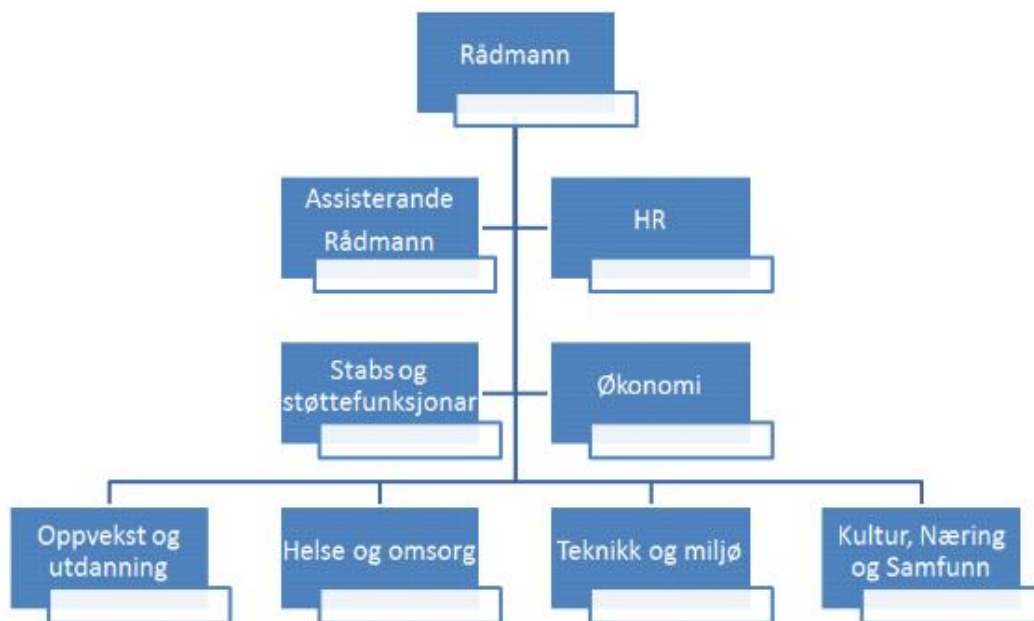 Rådmann
Assisterande
Rådmann
HR
Stabs og
støttefunksjonar
Økonomi
Oppvekst og
utdanning
Helse og omsorg
Teknikk og miljø
Kultur, Næring
og Samfunn